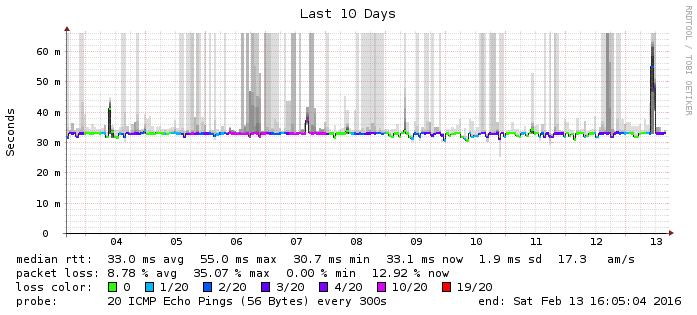 Last 10 Days
RRDTOOL / TOBI OETIKER
Seconds
60 m
50 m
40 m
30 m
20 m
10 m
0
04 05 06 07 08 09 10 11 12 13
median rtt: 33.0 ms avg 55.0 ms max 30.7 ms min 33.1 ms now 1.9 ms sd 17.3 am/s
packet loss: 8.78 % avg 35.07 % max 0.00 % min 12.92 % now
loss color: 0 1/20 2/20 3/20 4/20 10/20 19/20
probe: 20 ICMP Echo Pings (56 Bytes) every 300s end: Sat Feb 13 16:05:04 2016